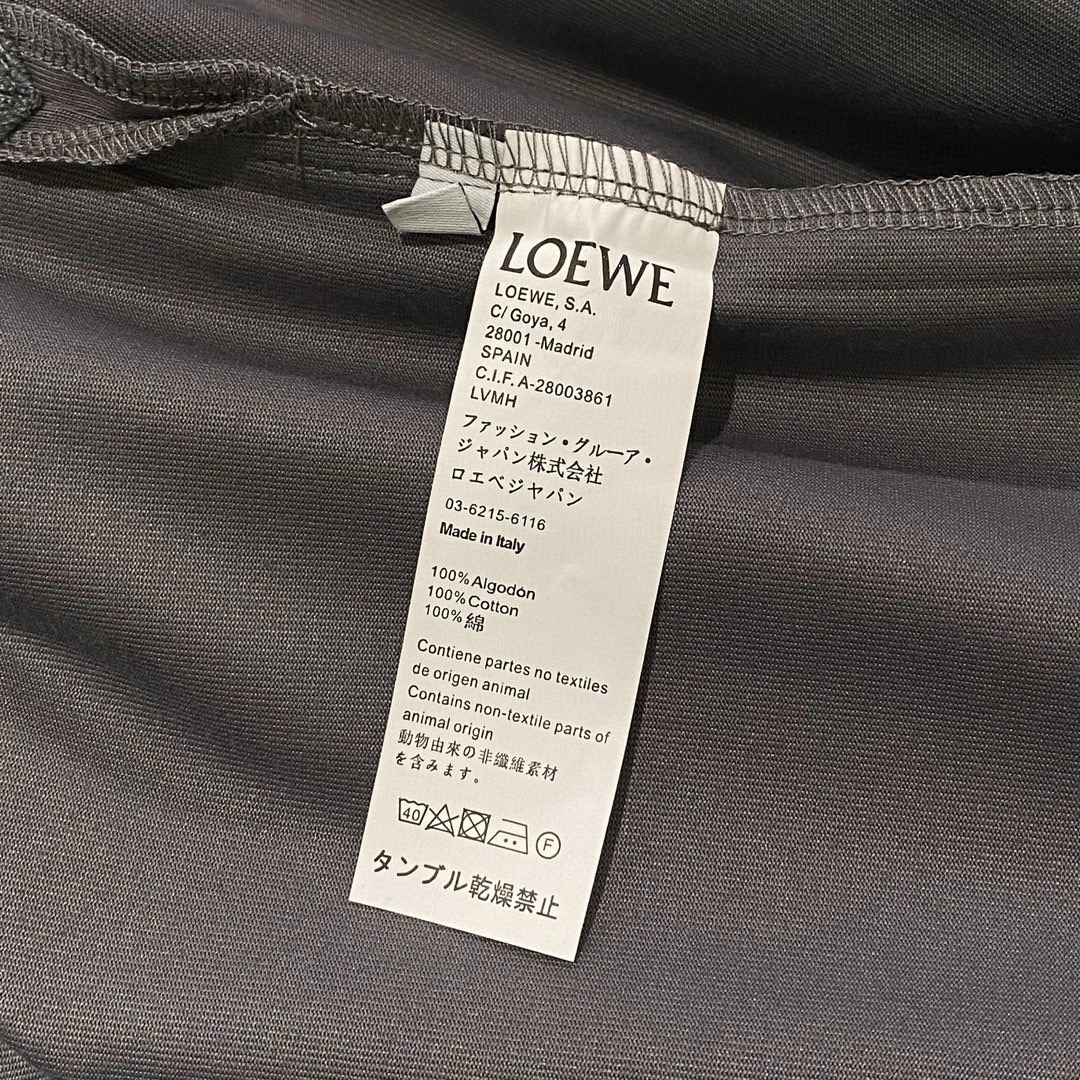 LOEWE
LOEWE, S.A.
C/ Goya, 4
28001 -Madrid
SPAIN
C.I.F. A-28003861
LVMH
ファッション・グルーア・
ジャパン株式会社
ロエベジヤパン
03-6215-6116
Made in Italy
100% Algodón
100% Cotton
100% 綿
Contiene partes no textiles
de origen animal
Contains non-textile parts of
animal origin
動物由来の非繊維素材
を含みます。
40 F
タンブル乾燥禁止